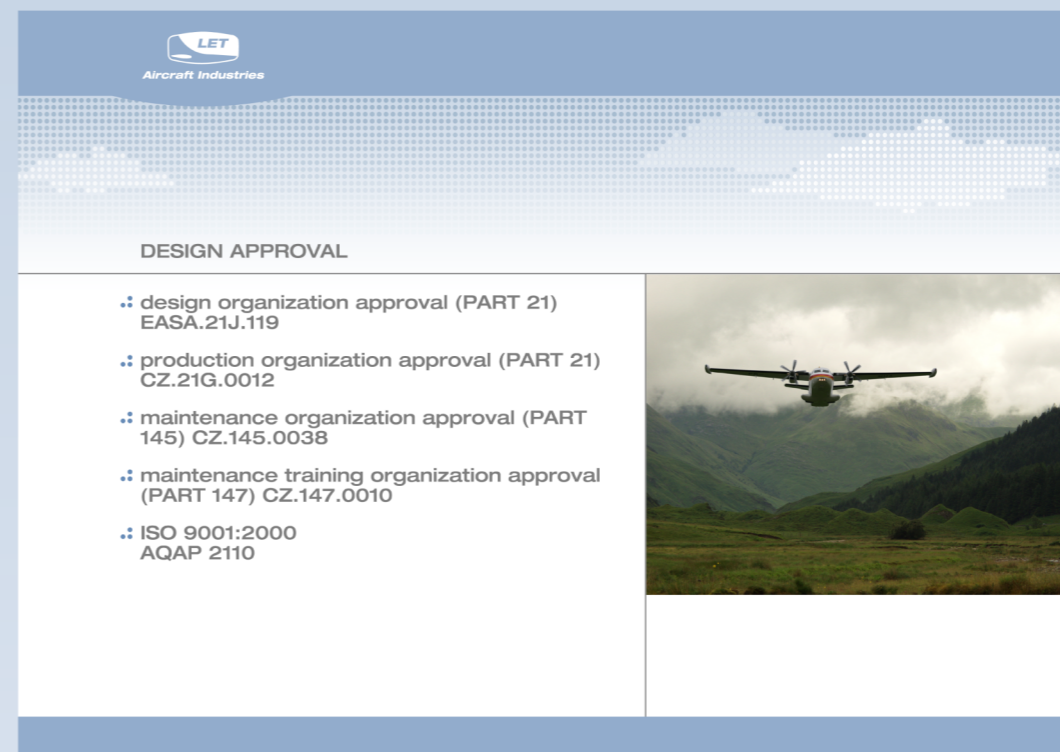 LET
Aircraft Industries
DESIGN APPROVAL
design organization approval (PART 21)
EASA.21J.119
production organization approval (PART 21)
CZ.21G.0012
maintenance organization approval (PART
145) CZ.145.0038
maintenance training organization approval
(PART 147) CZ.147.0010
ISO 9001:2000
AQAP 2110